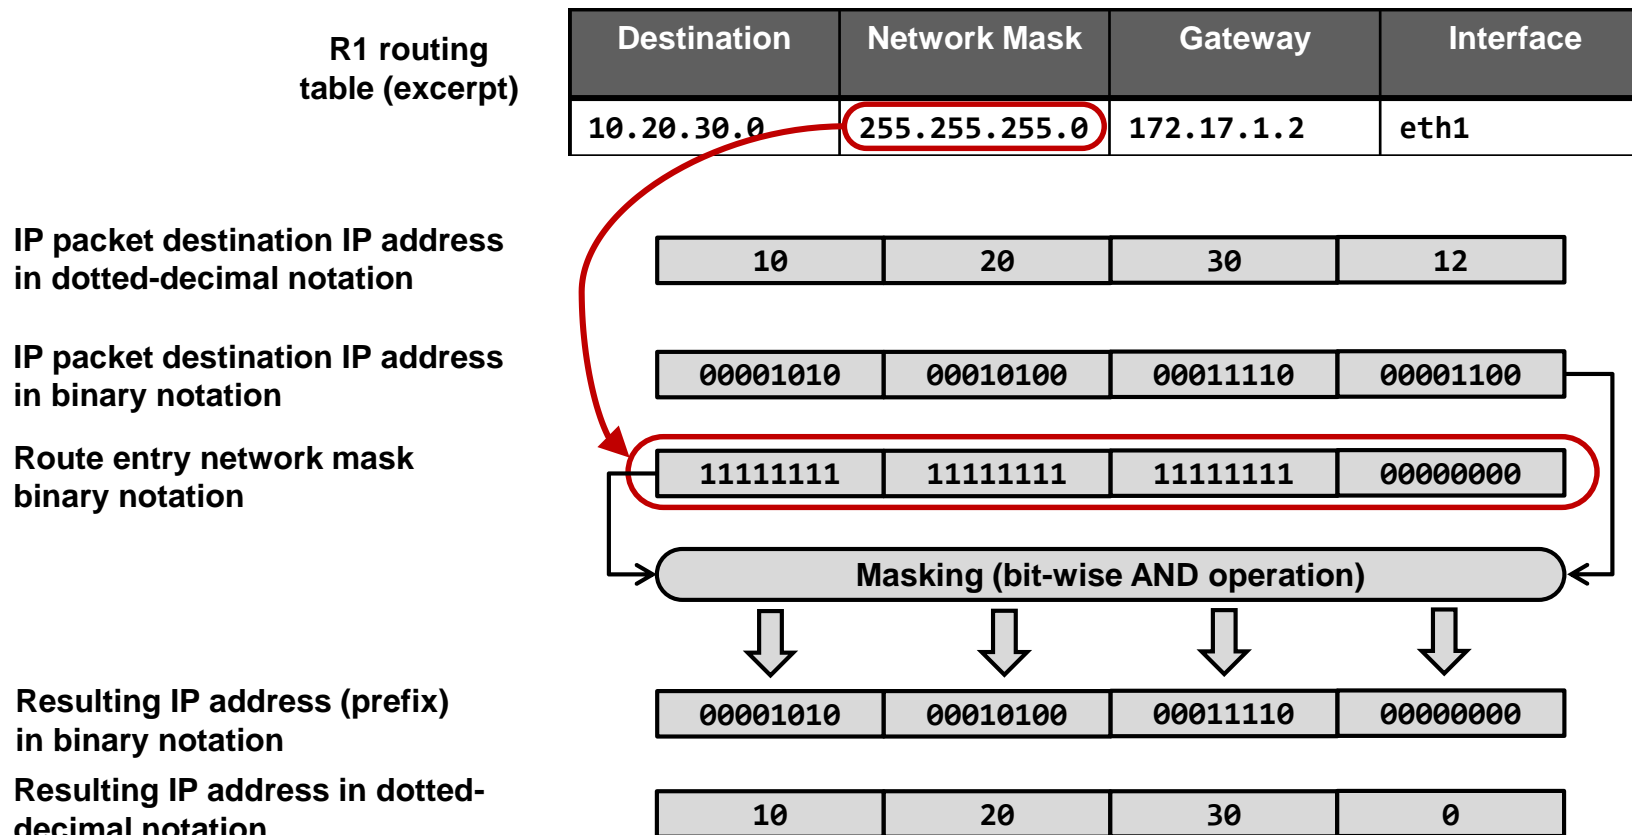 R1 routing
table (excerpt)
Destination Network Mask Gateway Interface
10.20.30.0 255.255.255.0 172.17.1.2 eth1
IP packet destination IP address
in dotted-decimal notation
10 20 30 12
IP packet destination IP address
in binary notation
00001010 00010100 00011110 00001100
Route entry network mask
binary notation
11111111 11111111 11111111 00000000
Masking (bit-wise AND operation)
Resulting IP address (prefix)
in binary notation
00001010 00010100 00011110 00000000
Resulting IP address in dotted-
decimal notation
10 20 30 0